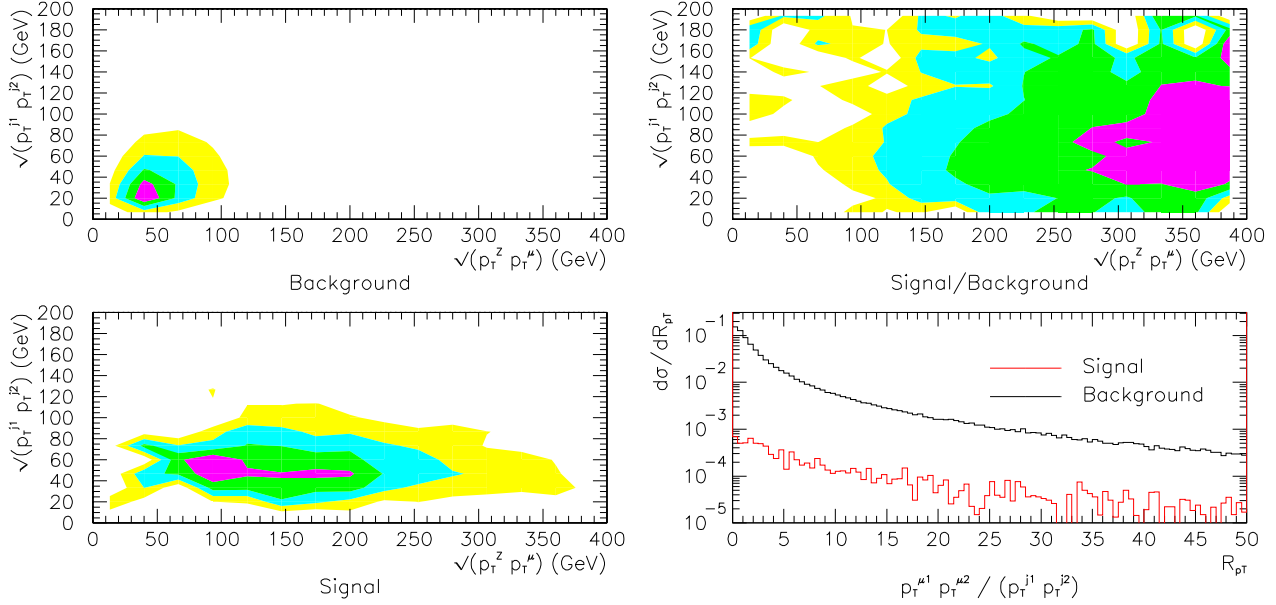 √(p_T^j1 p_T^j2) (GeV)
200
180
160
140
120
100
80
60
40
20
0
0 50 100 150 200 250 300 350 400
√(p_T^Z p_T^μ) (GeV)
Background
√(p_T^j1 p_T^j2) (GeV)
200
180
160
140
120
100
80
60
40
20
0
0 50 100 150 200 250 300 350 400
√(p_T^Z p_T^μ) (GeV)
Signal/Background
√(p_T^j1 p_T^j2) (GeV)
200
180
160
140
120
100
80
60
40
20
0
0 50 100 150 200 250 300 350 400
√(p_T^Z p_T^μ) (GeV)
Signal
dσ/dR_pT
10^-1
10^-2
10^-3
10^-4
10^-5
Signal
Background
0 5 10 15 20 25 30 35 40 45 50
R_pT
p_T^μ1 p_T^μ2 / (p_T^j1 p_T^j2)